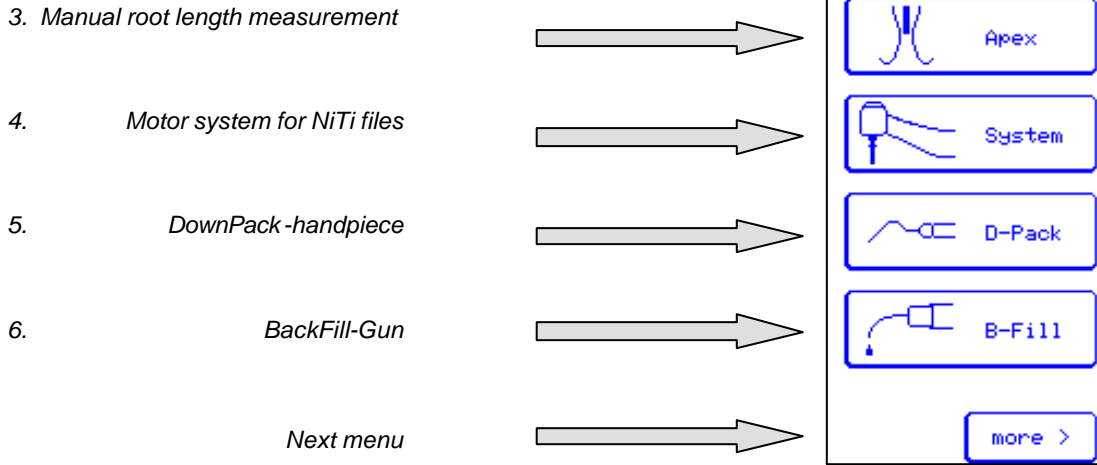 3. Manual root length measurement
Apex
4. Motor system for NiTi files
System
5. DownPack-handpiece
D-Pack
6. BackFill-Gun
B-Fill
Next menu
more >